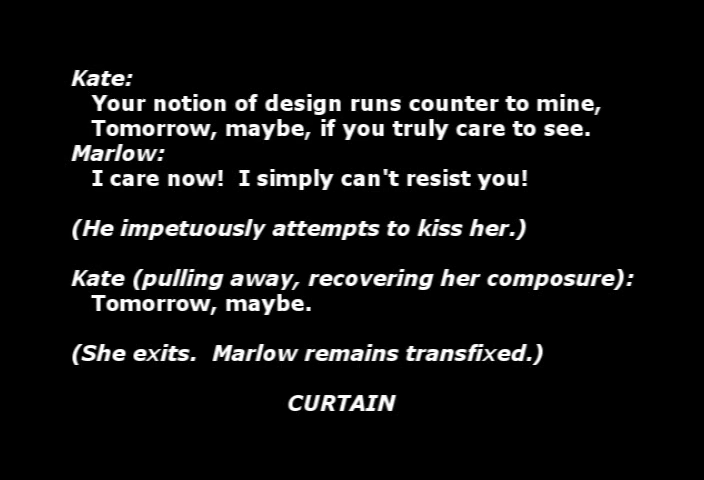 Kate:
Your notion of design runs counter to mine,
Tomorrow, maybe, if you truly care to see.
Marlow:
I care now!  I simply can't resist you!
(He impetuously attempts to kiss her.)
Kate (pulling away, recovering her composure):
Tomorrow, maybe.
(She exits.  Marlow remains transfixed.)
CURTAIN